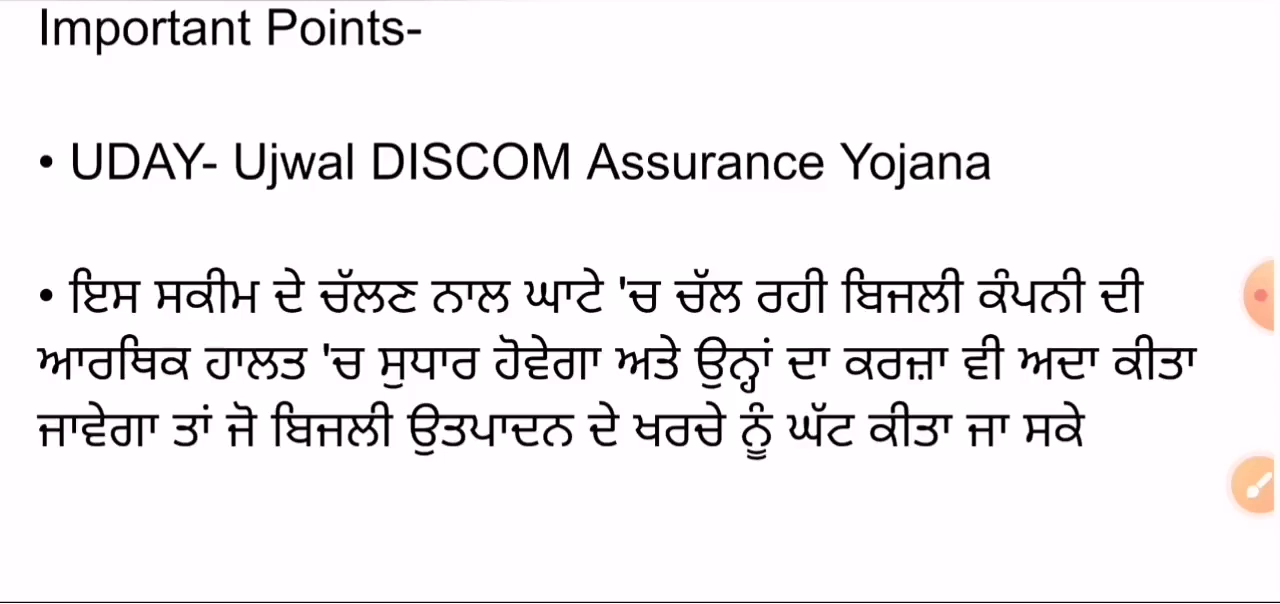 Important Points-
• UDAY- Ujwal DISCOM Assurance Yojana
• ਇਸ ਸਕੀਮ ਦੇ ਚੱਲਣ ਨਾਲ ਘਾਟੇ 'ਚ ਚੱਲ ਰਹੀ ਬਿਜਲੀ ਕੰਪਨੀ ਦੀ
ਆਰਥਿਕ ਹਾਲਤ 'ਚ ਸੁਧਾਰ ਹੋਵੇਗਾ ਅਤੇ ਉਨ੍ਹਾਂ ਦਾ ਕਰਜ਼ਾ ਵੀ ਅਦਾ ਕੀਤਾ
ਜਾਵੇਗਾ ਤਾਂ ਜੋ ਬਿਜਲੀ ਉਤਪਾਦਨ ਦੇ ਖਰਚੇ ਨੂੰ ਘੱਟ ਕੀਤਾ ਜਾ ਸਕੇ